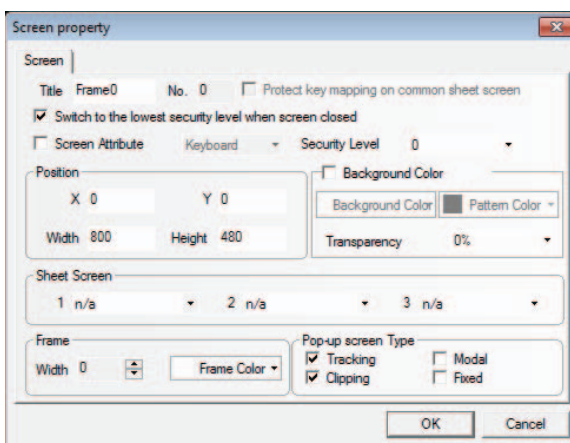 Screen property
Screen
Title Frame0 No. 0 Protect key mapping on common sheet screen
Switch to the lowest security level when screen closed
Screen Attribute Keyboard Security Level 0
Position
X 0 Y 0
Width 800 Height 480
Background Color
Background Color Pattern Color
Transparency 0%
Sheet Screen
1 n/a 2 n/a 3 n/a
Frame
Width 0 Frame Color
Pop-up screen Type
Tracking Modal
Clipping Fixed
OK Cancel